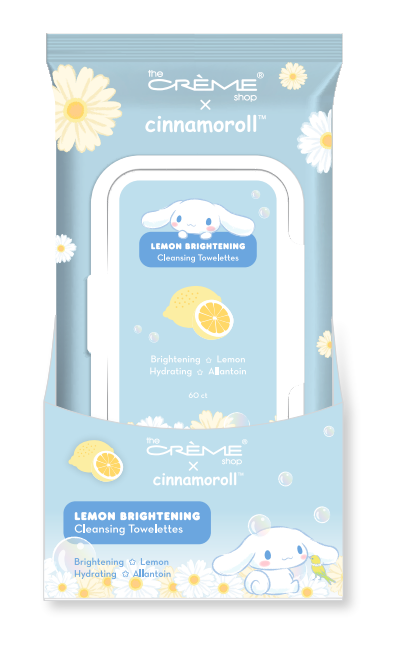 the
CRÈME®
shop
×
cinnamoroll™
LEMON BRIGHTENING
Cleansing Towelettes
Brightening ✩ Lemon
Hydrating ✩ Allantoin
60 ct
the
CRÈME®
shop
×
cinnamoroll™
LEMON BRIGHTENING
Cleansing Towelettes
Brightening ✩ Lemon
Hydrating ✩ Allantoin